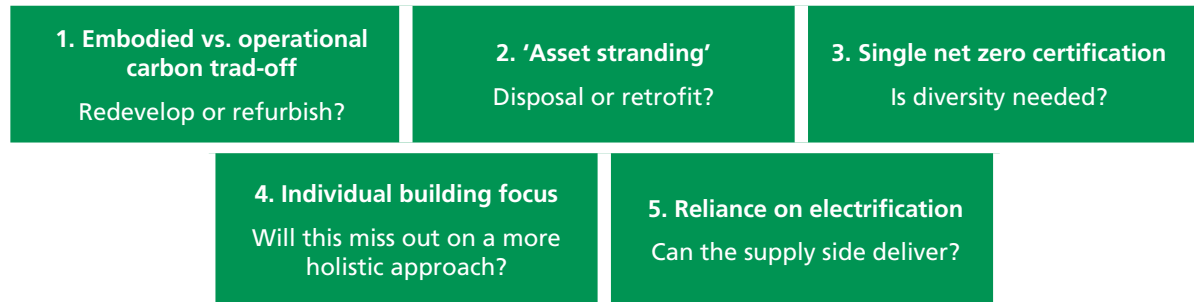 1. Embodied vs. operational
carbon trad-off
Redevelop or refurbish?
2. ‘Asset stranding’
Disposal or retrofit?
3. Single net zero certification
Is diversity needed?
4. Individual building focus
Will this miss out on a more
holistic approach?
5. Reliance on electrification
Can the supply side deliver?